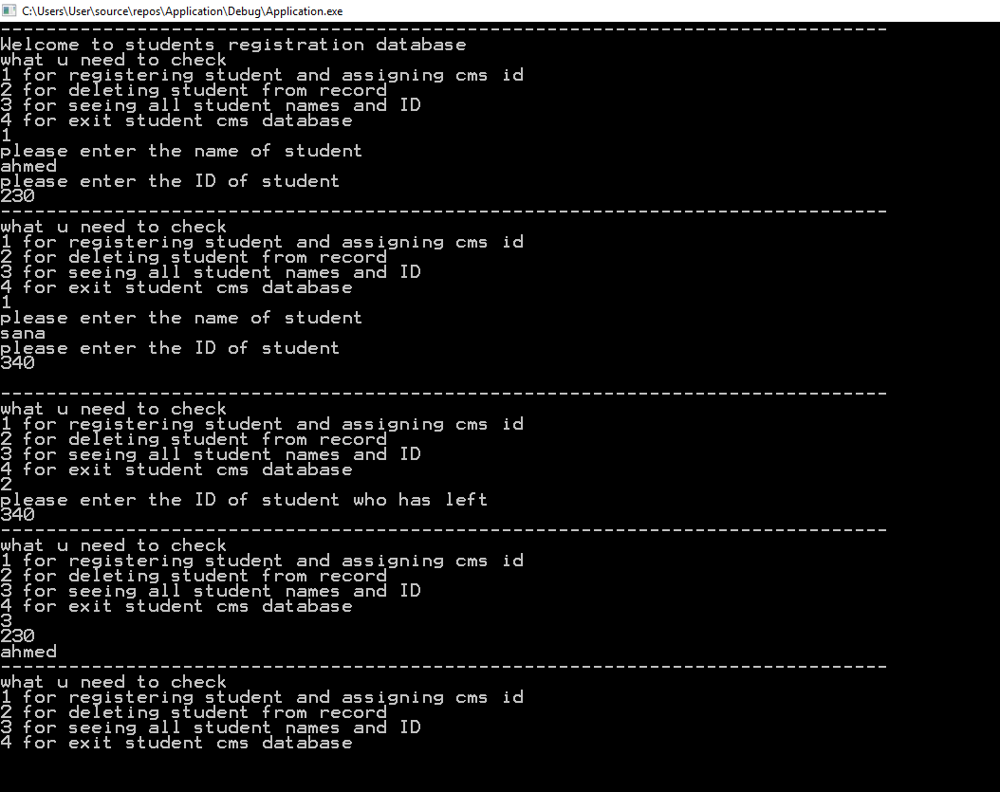 C:\Users\User\source\repos\Application\Debug\Application.exe
------------------------------------------------------------------------------
Welcome to students registration database
what u need to check
1 for registering student and assigning cms id
2 for deleting student from record
3 for seeing all student names and ID
4 for exit student cms database
1
please enter the name of student
ahmed
please enter the ID of student
230
------------------------------------------------------------------------------
what u need to check
1 for registering student and assigning cms id
2 for deleting student from record
3 for seeing all student names and ID
4 for exit student cms database
1
please enter the name of student
sana
please enter the ID of student
340
------------------------------------------------------------------------------
what u need to check
1 for registering student and assigning cms id
2 for deleting student from record
3 for seeing all student names and ID
4 for exit student cms database
2
please enter the ID of student who has left
340
------------------------------------------------------------------------------
what u need to check
1 for registering student and assigning cms id
2 for deleting student from record
3 for seeing all student names and ID
4 for exit student cms database
3
230
ahmed
------------------------------------------------------------------------------
what u need to check
1 for registering student and assigning cms id
2 for deleting student from record
3 for seeing all student names and ID
4 for exit student cms database